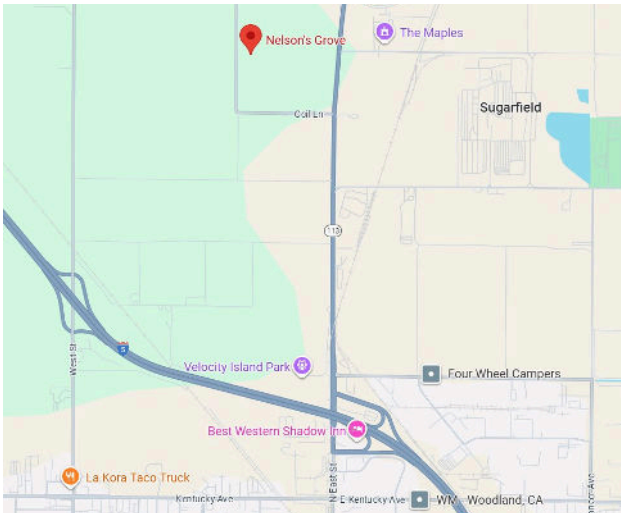 Nelson's Grove
The Maples
Coil Ln
Sugarfield
113
5
West St
Velocity Island Park
Four Wheel Campers
Best Western Shadow Inn
La Kora Taco Truck
N East St
Kentucky Ave
E Kentucky Ave
WM - Woodland, CA